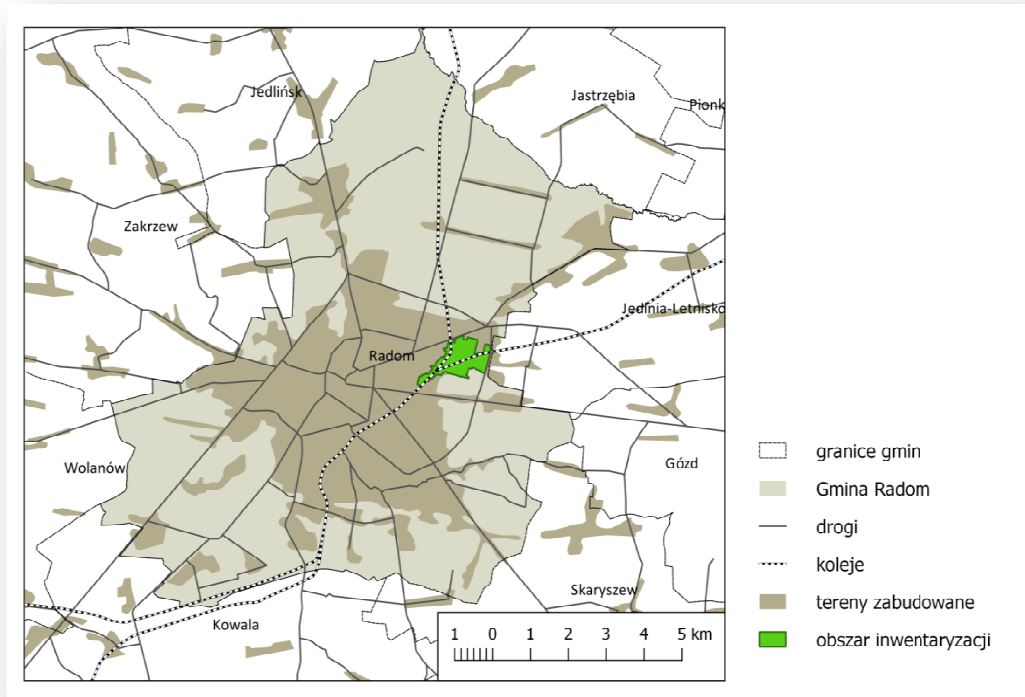 Jedlińsk
Jastrzębia
Pionk
Zakrzew
Jedlnia-Letnisko
Radom
Wolanów
Gózd
Skaryszew
Kowala
1 0 1 2 3 4 5 km
granice gmin
Gmina Radom
drogi
koleje
tereny zabudowane
obszar inwentaryzacji